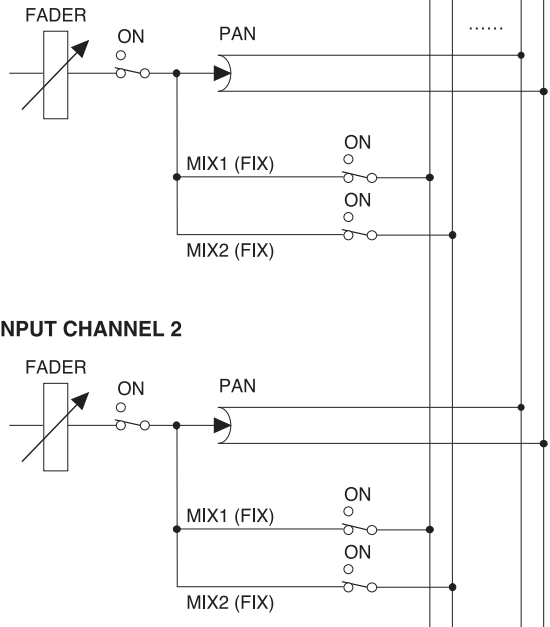 FADER
ON
PAN
......
MIX1 (FIX)
ON
ON
MIX2 (FIX)
NPUT CHANNEL 2
FADER
ON
PAN
MIX1 (FIX)
ON
ON
MIX2 (FIX)